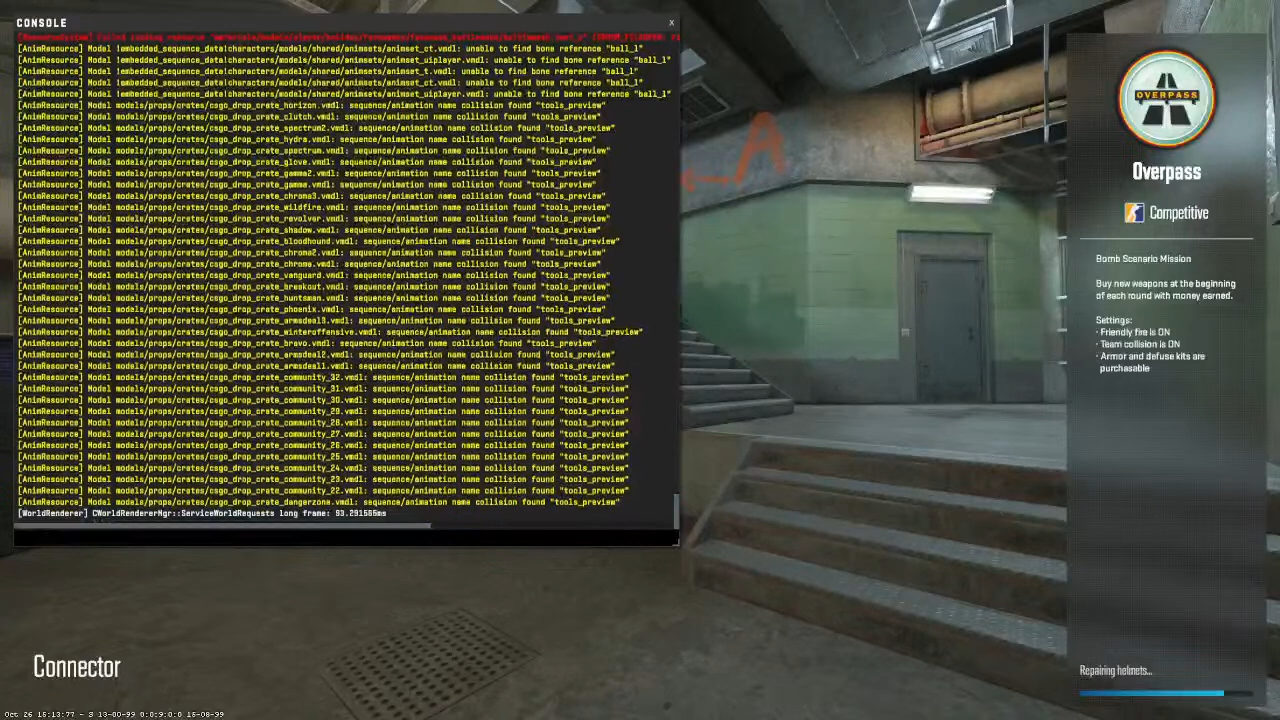 CONSOLE
x
[AnimResource] Model !embedded_sequence_data!characters/models/shared/animsets/animset_ct.vmdl: unable to find bone reference "ball_l"
[AnimResource] Model !embedded_sequence_data!characters/models/shared/animsets/animset_uiplayer.vmdl: unable to find bone reference "ball_l"
[AnimResource] Model !embedded_sequence_data!characters/models/shared/animsets/animset_t.vmdl: unable to find bone reference "ball_l"
[AnimResource] Model !embedded_sequence_data!characters/models/shared/animsets/animset_ct.vmdl: unable to find bone reference "ball_l"
[AnimResource] Model !embedded_sequence_data!characters/models/shared/animsets/animset_uiplayer.vmdl: unable to find bone reference "ball_l"
[AnimResource] Model models/props/crates/csgo_drop_crate_horizon.vmdl: sequence/animation name collision found "tools_preview"
[AnimResource] Model models/props/crates/csgo_drop_crate_clutch.vmdl: sequence/animation name collision found "tools_preview"
[AnimResource] Model models/props/crates/csgo_drop_crate_spectrum2.vmdl: sequence/animation name collision found "tools_preview"
[AnimResource] Model models/props/crates/csgo_drop_crate_hydra.vmdl: sequence/animation name collision found "tools_preview"
[AnimResource] Model models/props/crates/csgo_drop_crate_spectrum.vmdl: sequence/animation name collision found "tools_preview"
[AnimResource] Model models/props/crates/csgo_drop_crate_glove.vmdl: sequence/animation name collision found "tools_preview"
[AnimResource] Model models/props/crates/csgo_drop_crate_gamma2.vmdl: sequence/animation name collision found "tools_preview"
[AnimResource] Model models/props/crates/csgo_drop_crate_gamma.vmdl: sequence/animation name collision found "tools_preview"
[AnimResource] Model models/props/crates/csgo_drop_crate_chroma3.vmdl: sequence/animation name collision found "tools_preview"
[AnimResource] Model models/props/crates/csgo_drop_crate_wildfire.vmdl: sequence/animation name collision found "tools_preview"
[AnimResource] Model models/props/crates/csgo_drop_crate_revolver.vmdl: sequence/animation name collision found "tools_preview"
[AnimResource] Model models/props/crates/csgo_drop_crate_shadow.vmdl: sequence/animation name collision found "tools_preview"
[AnimResource] Model models/props/crates/csgo_drop_crate_bloodhound.vmdl: sequence/animation name collision found "tools_preview"
[AnimResource] Model models/props/crates/csgo_drop_crate_chroma2.vmdl: sequence/animation name collision found "tools_preview"
[AnimResource] Model models/props/crates/csgo_drop_crate_chroma.vmdl: sequence/animation name collision found "tools_preview"
[AnimResource] Model models/props/crates/csgo_drop_crate_vanguard.vmdl: sequence/animation name collision found "tools_preview"
[AnimResource] Model models/props/crates/csgo_drop_crate_breakout.vmdl: sequence/animation name collision found "tools_preview"
[AnimResource] Model models/props/crates/csgo_drop_crate_huntsman.vmdl: sequence/animation name collision found "tools_preview"
[AnimResource] Model models/props/crates/csgo_drop_crate_phoenix.vmdl: sequence/animation name collision found "tools_preview"
[AnimResource] Model models/props/crates/csgo_drop_crate_armsdeal3.vmdl: sequence/animation name collision found "tools_preview"
[AnimResource] Model models/props/crates/csgo_drop_crate_winteroffensive.vmdl: sequence/animation name collision found "tools_preview"
[AnimResource] Model models/props/crates/csgo_drop_crate_bravo.vmdl: sequence/animation name collision found "tools_preview"
[AnimResource] Model models/props/crates/csgo_drop_crate_armsdeal2.vmdl: sequence/animation name collision found "tools_preview"
[AnimResource] Model models/props/crates/csgo_drop_crate_armsdeal1.vmdl: sequence/animation name collision found "tools_preview"
[AnimResource] Model models/props/crates/csgo_drop_crate_community_32.vmdl: sequence/animation name collision found "tools_preview"
[AnimResource] Model models/props/crates/csgo_drop_crate_community_31.vmdl: sequence/animation name collision found "tools_preview"
[AnimResource] Model models/props/crates/csgo_drop_crate_community_30.vmdl: sequence/animation name collision found "tools_preview"
[AnimResource] Model models/props/crates/csgo_drop_crate_community_29.vmdl: sequence/animation name collision found "tools_preview"
[AnimResource] Model models/props/crates/csgo_drop_crate_community_28.vmdl: sequence/animation name collision found "tools_preview"
[AnimResource] Model models/props/crates/csgo_drop_crate_community_27.vmdl: sequence/animation name collision found "tools_preview"
[AnimResource] Model models/props/crates/csgo_drop_crate_community_26.vmdl: sequence/animation name collision found "tools_preview"
[AnimResource] Model models/props/crates/csgo_drop_crate_community_25.vmdl: sequence/animation name collision found "tools_preview"
[AnimResource] Model models/props/crates/csgo_drop_crate_community_24.vmdl: sequence/animation name collision found "tools_preview"
[AnimResource] Model models/props/crates/csgo_drop_crate_community_23.vmdl: sequence/animation name collision found "tools_preview"
[AnimResource] Model models/props/crates/csgo_drop_crate_community_22.vmdl: sequence/animation name collision found "tools_preview"
[AnimResource] Model models/props/crates/csgo_drop_crate_dangerzone.vmdl: sequence/animation name collision found "tools_preview"
[WorldRenderer] CWorldRendererMgr::ServiceWorldRequests long frame: 93.291565ms
A
OVERPASS
Overpass
Competitive
Bomb Scenario Mission
Buy new weapons at the beginning
of each round with money earned.
Settings:
· Friendly fire is ON
· Team collision is ON
· Armor and defuse kits are
purchasable
Repairing helmets...
Connector
Oct 26 15:13:77 - S 13-00-99 0:0:9:0:0 15-08-99